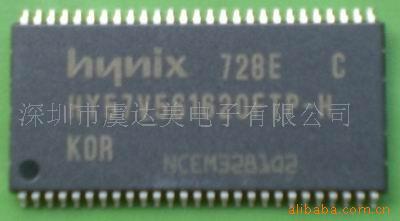 hynix 728E C
HY57V561620FTP-H
深圳市虞达美电子有限公司
KOR NCEM3281Q2
alibaba.com.cn